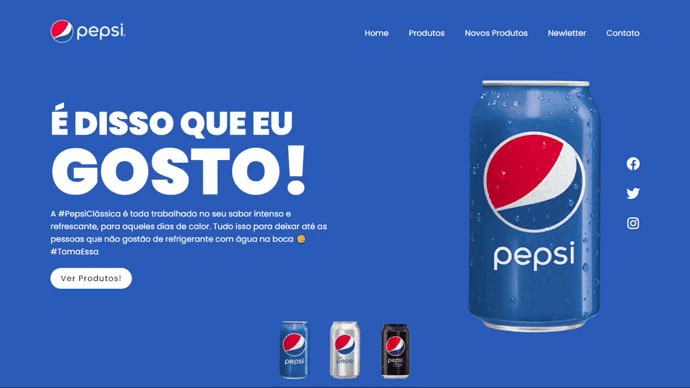 pepsi.
Home Produtos Novos Produtos Newletter Contato
É DISSO QUE EU
GOSTO!
A #PepsiClássica é toda trabalhada no seu sabor intenso e
refrescante, para aqueles dias de calor. Tudo isso para deixar até as
pessoas que não gostão de refrigerante com água na boca 🤤
#TomaEssa
Ver Produtos!
pepsi
pepsi
pepsi
pepsi